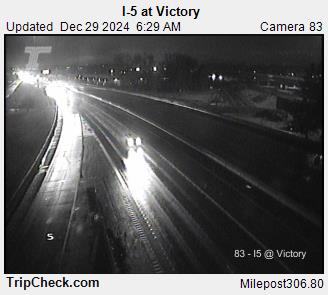 I-5 at Victory
Updated Dec 29 2024 6:29 AM Camera 83
T
S
83 - I5 @ Victory
TripCheck.com Milepost306.80